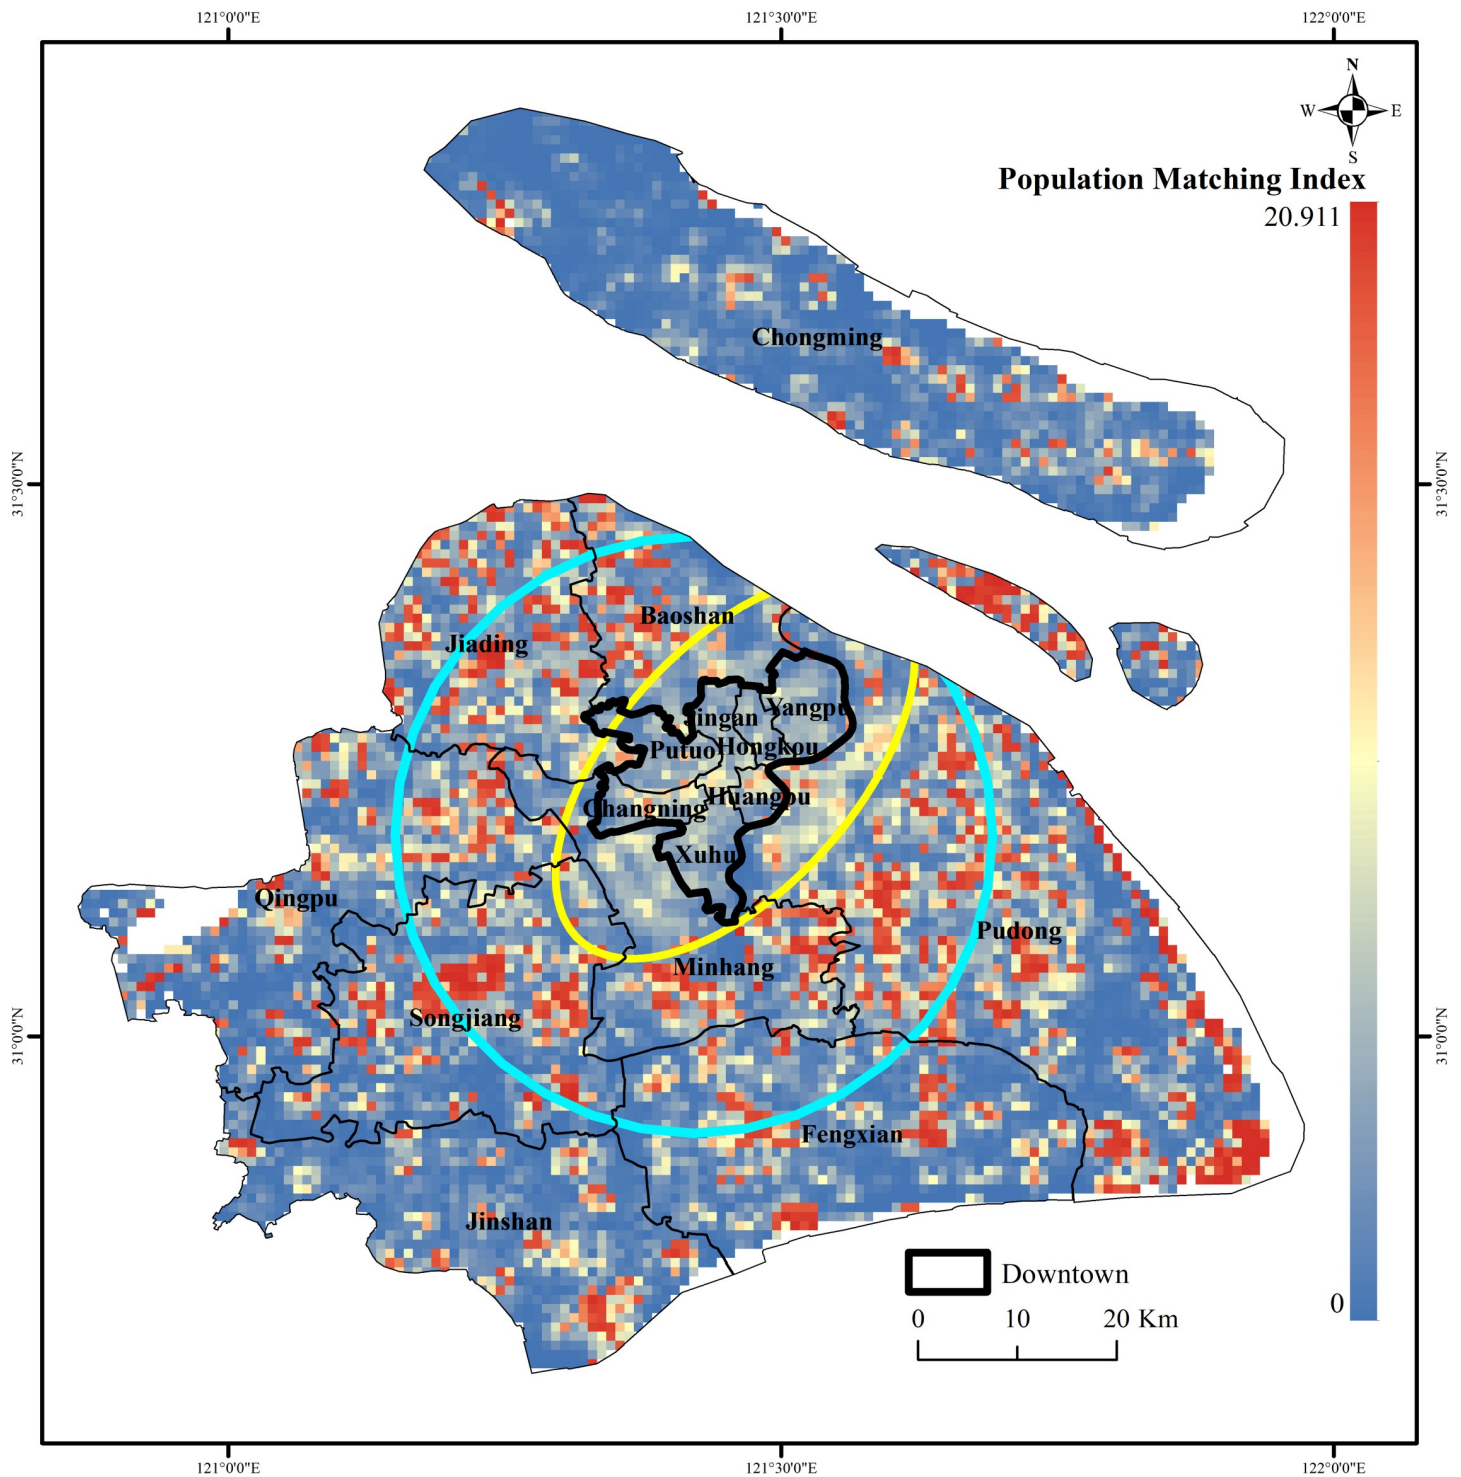 121°0'0"E 121°30'0"E 122°0'0"E
N
W E
S
Population Matching Index
20.911
Chongming
31°30'0"N 31°30'0"N
Baoshan
Jiading
Yangpu
Jingan
Putuo Hongkou
Huangpu
Changning
Xuhu
Qingpu
Pudong
Minhang
Songjiang
31°0'0"N 31°0'0"N
Fengxian
Jinshan
Downtown
0
0 10 20 Km
121°0'0"E 121°30'0"E 122°0'0"E